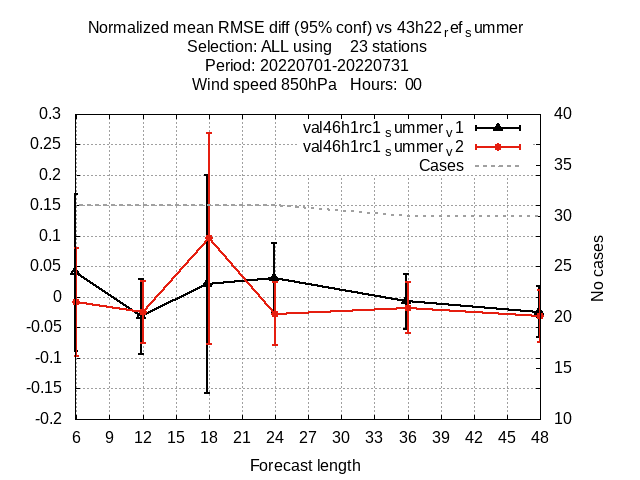 Normalized mean RMSE diff (95% conf) vs 43h22refsummer
Selection: ALL using 23 stations
Period: 20220701-20220731
Wind speed 850hPa Hours: 00
0.3
0.25
0.2
0.15
0.1
0.05
0
-0.05
-0.1
-0.15
-0.2
val46h1rc1summerv1
val46h1rc1summerv2
Cases
40
35
30
25
20
15
10
No cases
6 9 12 15 18 21 24 27 30 33 36 39 42 45 48
Forecast length